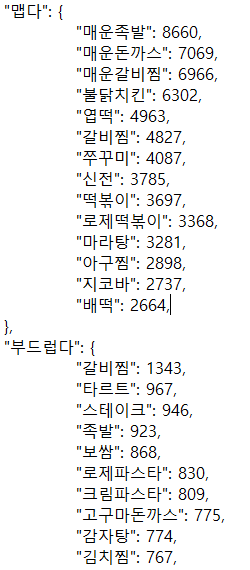 "맵다": {
"매운족발": 8660,
"매운돈까스": 7069,
"매운갈비찜": 6966,
"불닭치킨": 6302,
"엽떡": 4963,
"갈비찜": 4827,
"쭈꾸미": 4087,
"신전": 3785,
"떡볶이": 3697,
"로제떡볶이": 3368,
"마라탕": 3281,
"아구찜": 2898,
"지코바": 2737,
"배떡": 2664,
},
"부드럽다": {
"갈비찜": 1343,
"타르트": 967,
"스테이크": 946,
"족발": 923,
"보쌈": 868,
"로제파스타": 830,
"크림파스타": 809,
"고구마돈까스": 775,
"감자탕": 774,
"김치찜": 767,